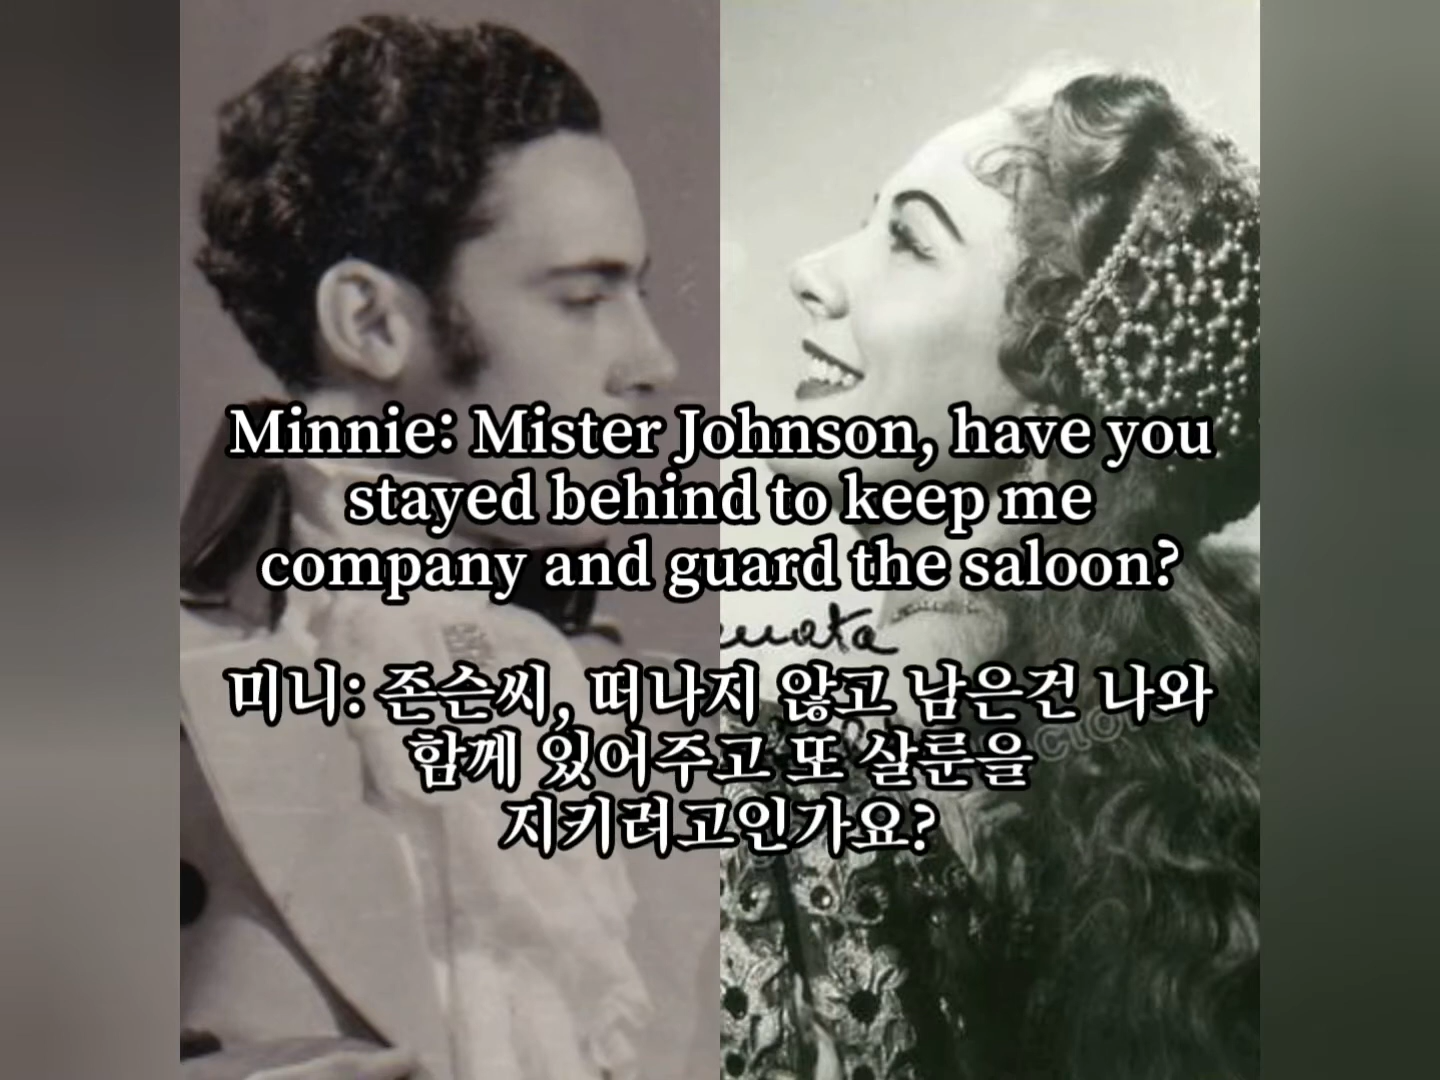 Minnie: Mister Johnson, have you
stayed behind to keep me
company and guard the saloon?
미니: 존슨씨, 떠나지 않고 남은건 나와
함께 있어주고 또 살룬을
지키려고인가요?